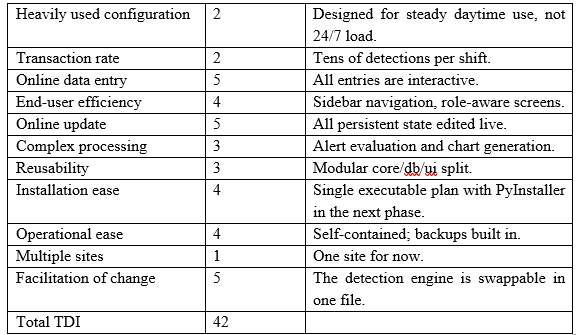 Heavily used configuration 2 Designed for steady daytime use, not
24/7 load.
Transaction rate 2 Tens of detections per shift.
Online data entry 5 All entries are interactive.
End-user efficiency 4 Sidebar navigation, role-aware screens.
Online update 5 All persistent state edited live.
Complex processing 3 Alert evaluation and chart generation.
Reusability 3 Modular core/db/ui split.
Installation ease 4 Single executable plan with PyInstaller
in the next phase.
Operational ease 4 Self-contained; backups built in.
Multiple sites 1 One site for now.
Facilitation of change 5 The detection engine is swappable in
one file.
Total TDI 42